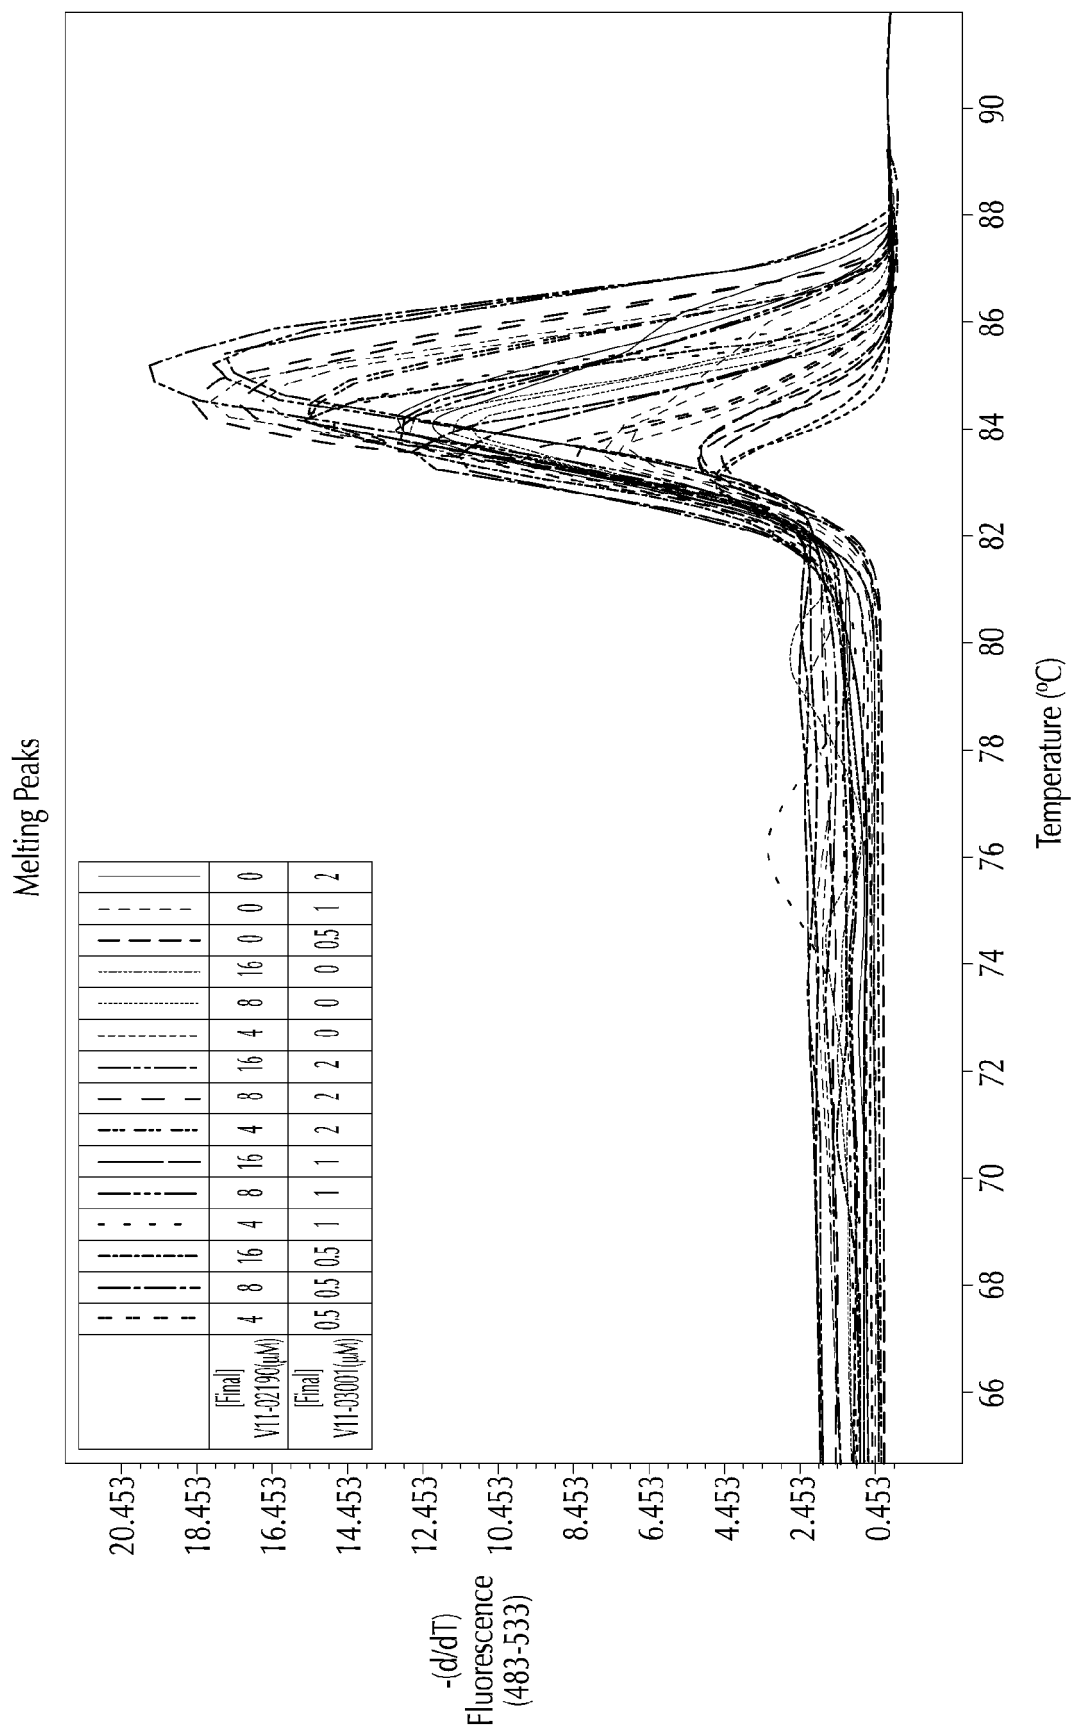 Melting Peaks
-(d/dT)
Fluorescence
(483-533)
20.453
18.453
16.453
14.453
12.453
10.453
8.453
6.453
4.453
2.453
0.453
[Final] V11-02190(µM) 4 8 16 4 8 16 4 8 16 4 8 16 0 0 0
[Final] V11-03001(µM) 0.5 0.5 0.5 1 1 1 2 2 2 0 0 0 0.5 1 2
66 68 70 72 74 76 78 80 82 84 86 88 90
Temperature (ºC)